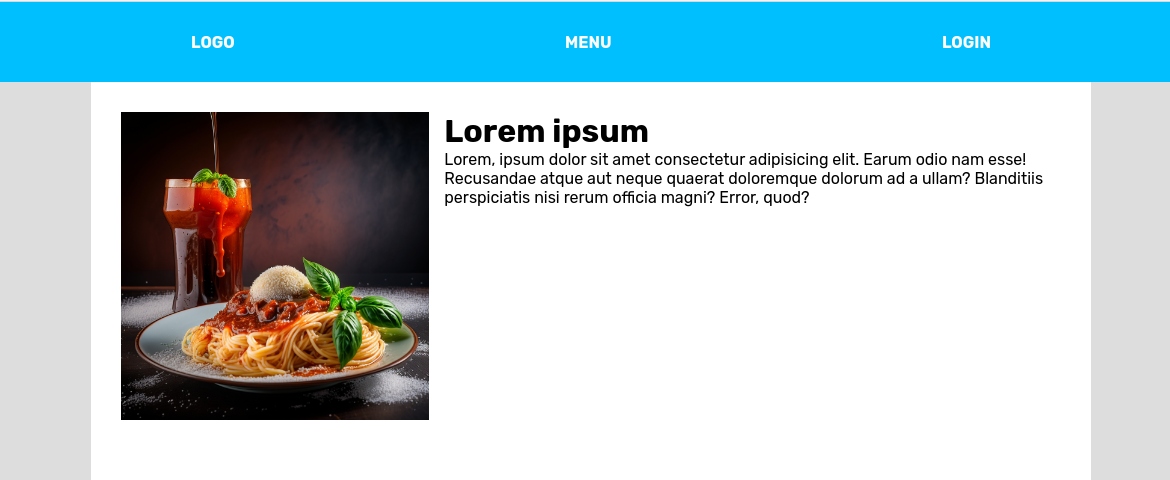 LOGO MENU LOGIN
Lorem ipsum
Lorem, ipsum dolor sit amet consectetur adipisicing elit. Earum odio nam esse!
Recusandae atque aut neque quaerat doloremque dolorum ad a ullam? Blanditiis
perspiciatis nisi rerum officia magni? Error, quod?